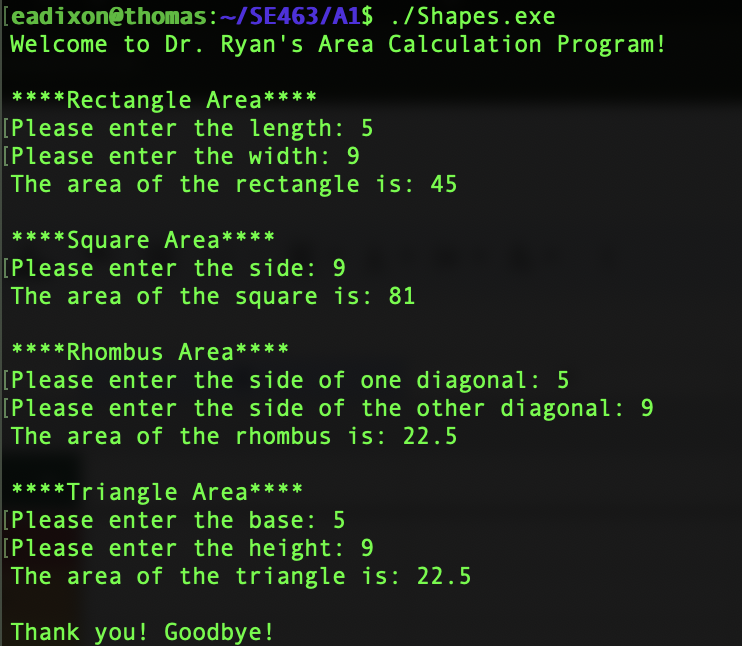 [eadixon@thomas:~/SE463/A1$ ./Shapes.exe
Welcome to Dr. Ryan's Area Calculation Program!
****Rectangle Area****
[Please enter the length: 5
[Please enter the width: 9
The area of the rectangle is: 45
****Square Area****
[Please enter the side: 9
The area of the square is: 81
****Rhombus Area****
[Please enter the side of one diagonal: 5
[Please enter the side of the other diagonal: 9
The area of the rhombus is: 22.5
****Triangle Area****
[Please enter the base: 5
[Please enter the height: 9
The area of the triangle is: 22.5
Thank you! Goodbye!